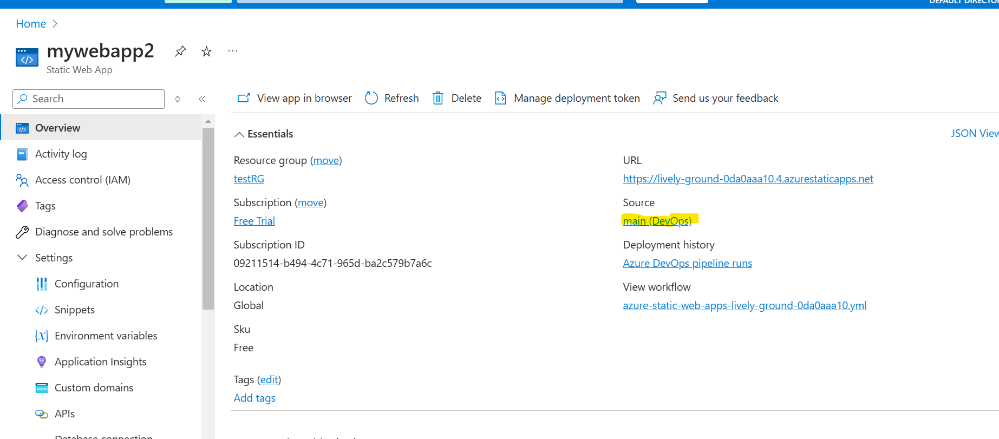 DEFAULT DIRECTO
Home
mywebapp2
Static Web App
Search
View app in browser
Refresh
Delete
Manage deployment token
Send us your feedback
Overview
Activity log
Access control (IAM)
Tags
Diagnose and solve problems
Settings
Configuration
Snippets
Environment variables
Application Insights
Custom domains
APIs
Database connection
Essentials
JSON View
Resource group (move)
testRG
Subscription (move)
Free Trial
Subscription ID
09211514-b494-4c71-965d-ba2c579b7a6c
Location
Global
Sku
Free
Tags (edit)
Add tags
URL
https://lively-ground-0da0aaa10.4.azurestaticapps.net
Source
main (DevOps)
Deployment history
Azure DevOps pipeline runs
View workflow
azure-static-web-apps-lively-ground-0da0aaa10.yml